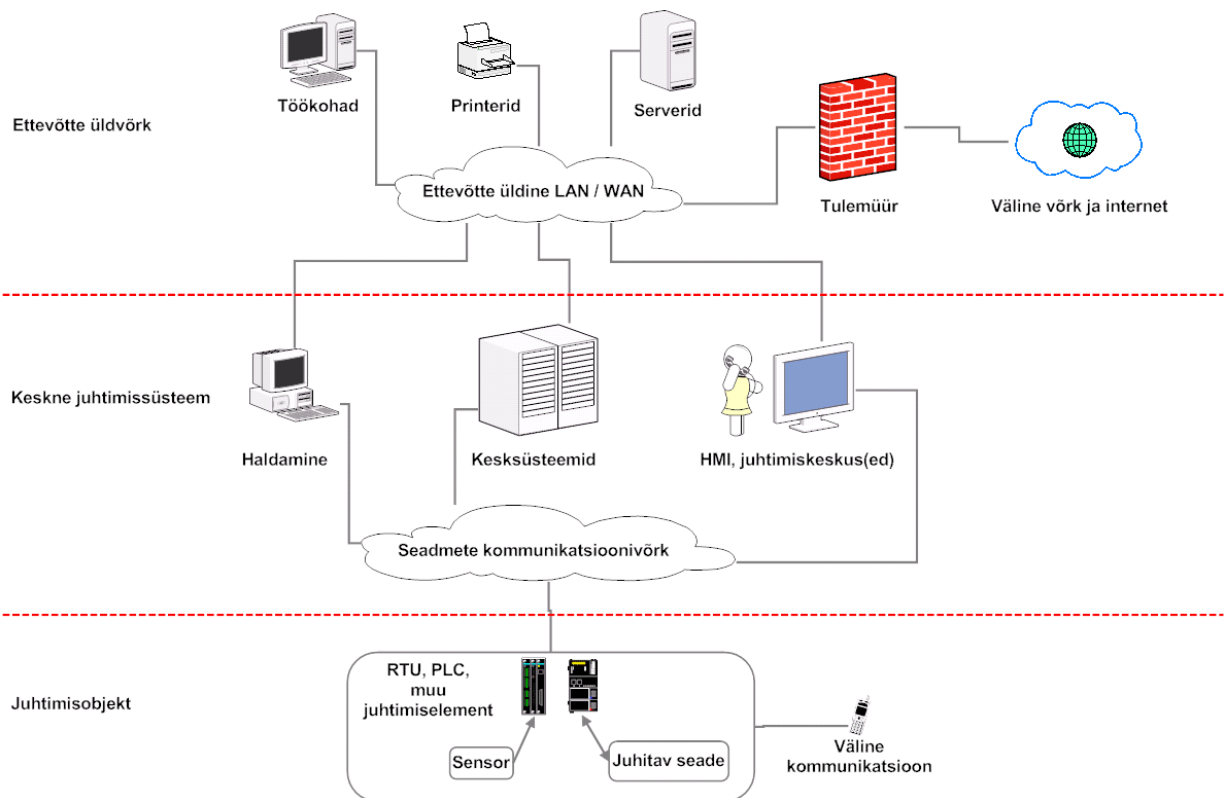 Töökohad
Printerid
Serverid
Ettevõtte üldvõrk
Ettevõtte üldine LAN / WAN
Tulemüür
Väline võrk ja internet
Keskne juhtimissüsteem
Haldamine
Kesksüsteemid
HMI, juhtimiskeskus(ed)
Seadmete kommunikatsioonivõrk
Juhtimisobjekt
RTU, PLC,
muu
juhtimiselement
Sensor
Juhitav seade
Väline
kommunikatsioon